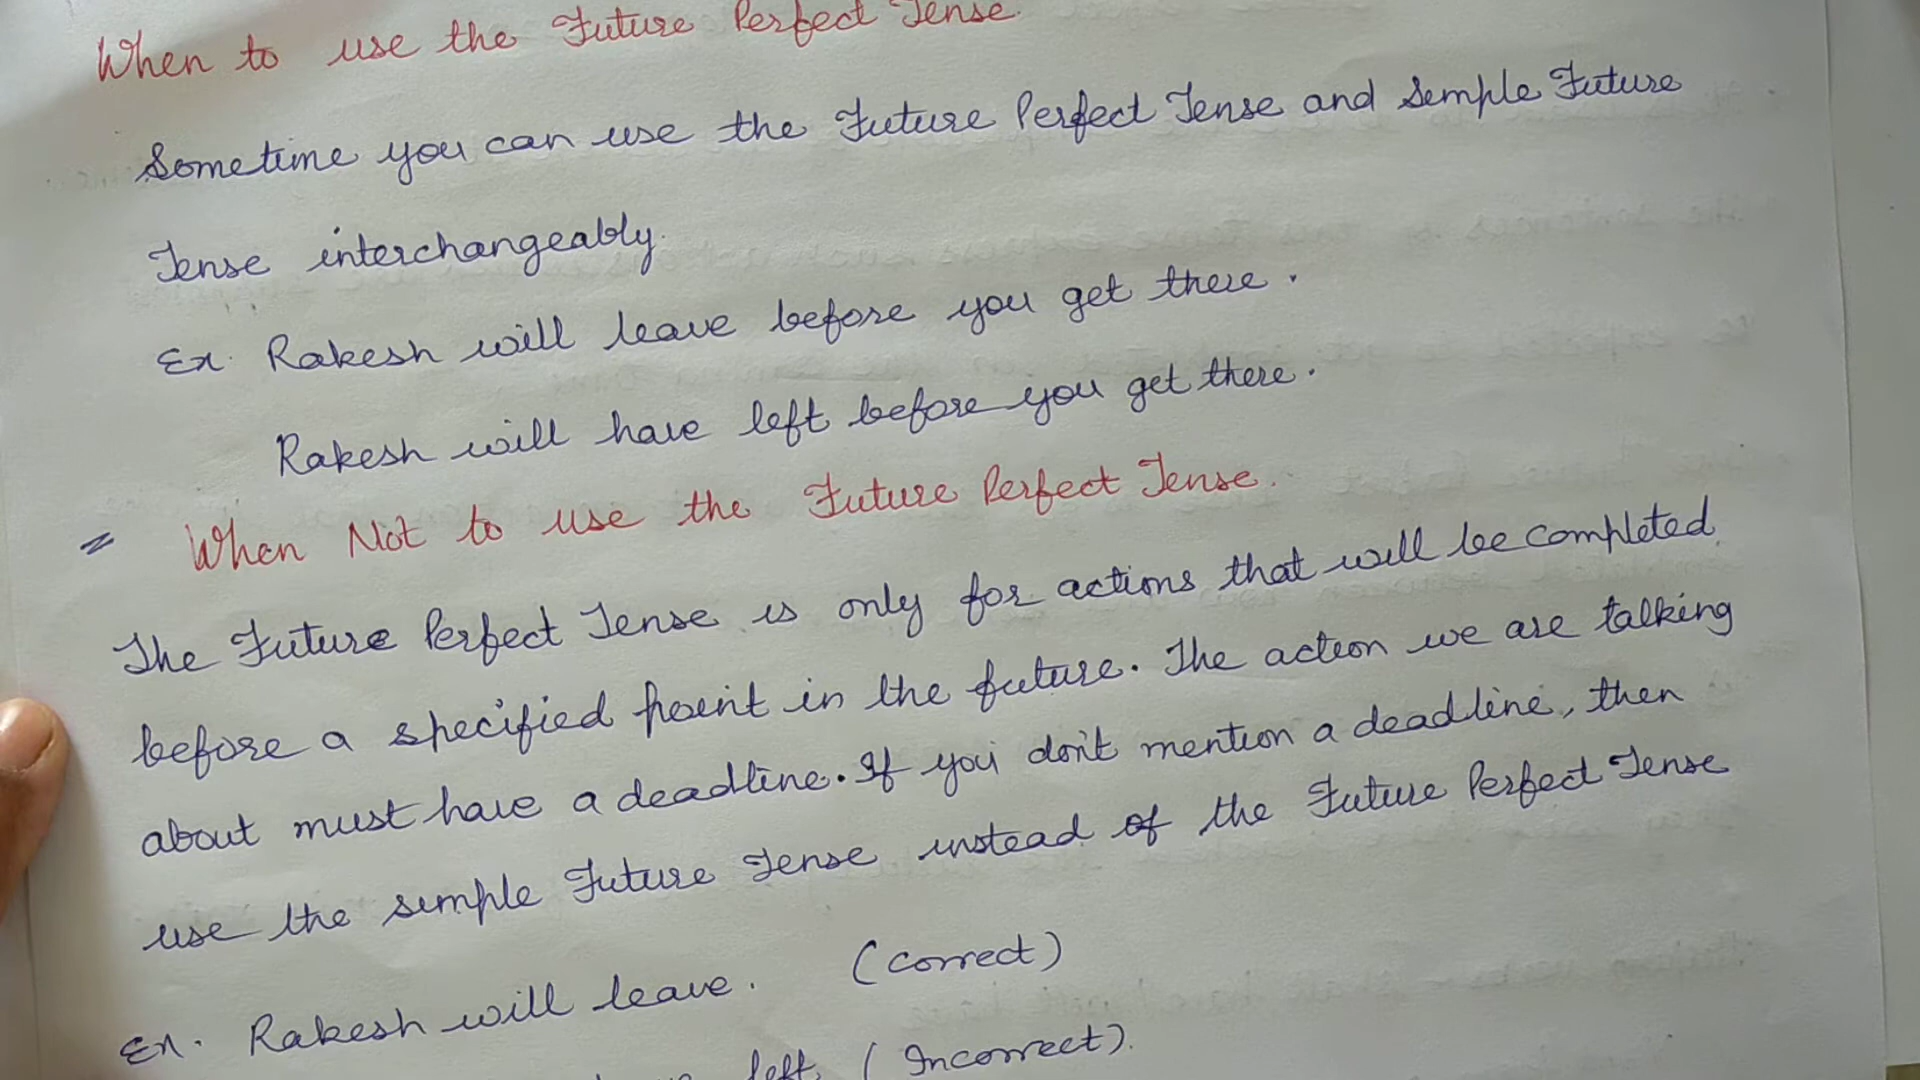 When to use the Future Perfect Tense.
Sometime you can use the Future Perfect Tense and Simple Future
Tense interchangeably.
Ex. Rakesh will leave before you get there.
Rakesh will have left before you get there.
When Not to use the Future Perfect Tense.
The Future Perfect Tense is only for actions that will be completed
before a specified point in the future. The action we are talking
about must have a deadline. If you don't mention a deadline, then
use the simple Future Tense instead of the Future Perfect Tense
Ex. Rakesh will leave. (Correct)
left. (Incorrect).